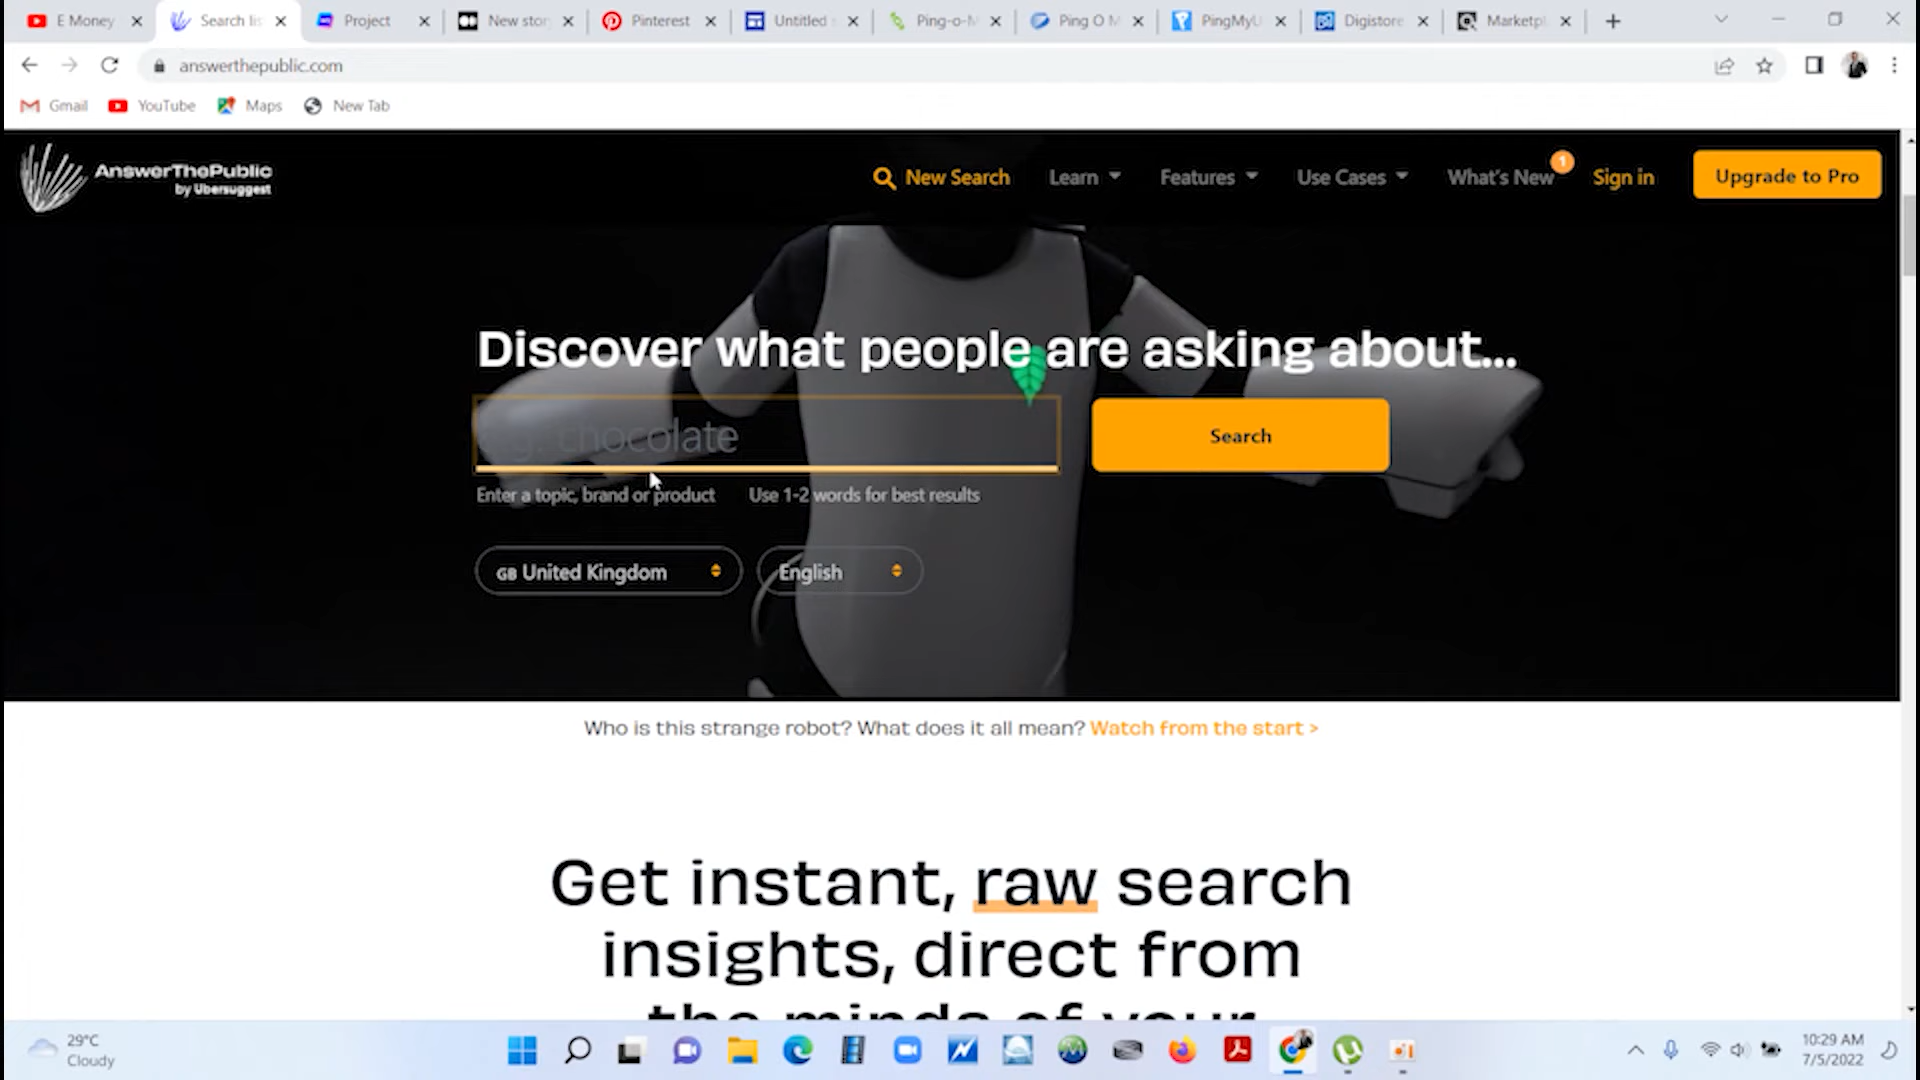 E Money
Search lis
Project
New stor
Pinterest
Untitled
Ping-o-M
Ping O M
PingMyU
Digistore
Marketpl
answerthepublic.com
Gmail
YouTube
Maps
New Tab
AnswerThePublic
by Ubersuggest
New Search
Learn
Features
Use Cases
What's New
1
Sign in
Upgrade to Pro
Discover what people are asking about...
chocolate
Search
Enter a topic, brand or product
Use 1-2 words for best results
GB United Kingdom
English
Who is this strange robot? What does it all mean? Watch from the start >
Get instant, raw search
insights, direct from
the minds of your
29°C
Cloudy
10:29 AM
7/5/2022